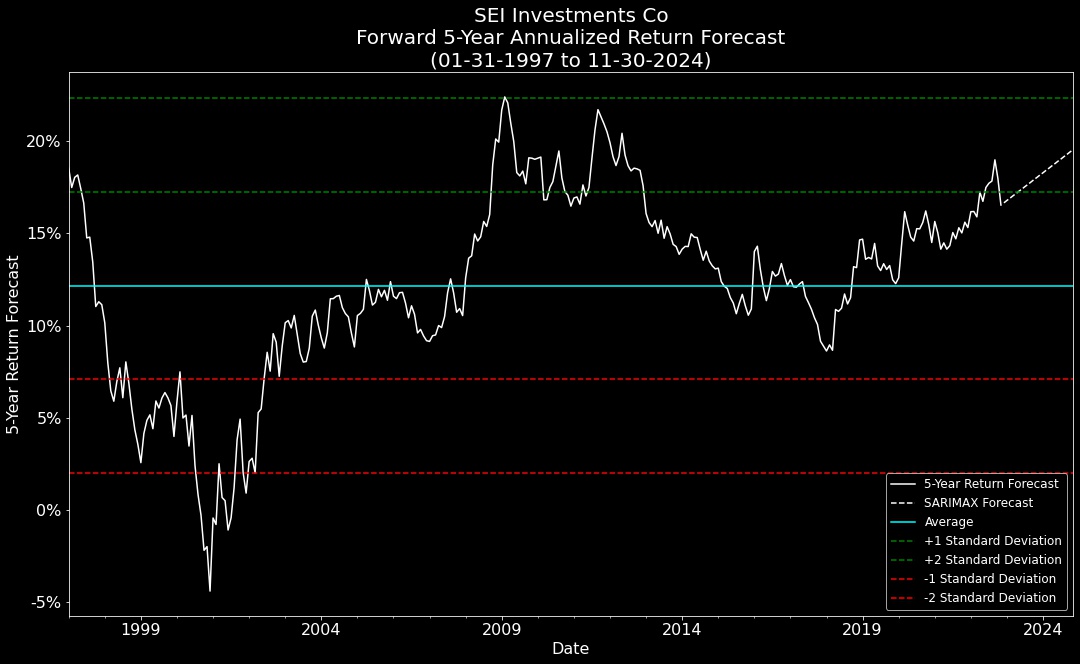 SEI Investments Co
Forward 5-Year Annualized Return Forecast
(01-31-1997 to 11-30-2024)
5-Year Return Forecast
20%
15%
10%
5%
0%
-5%
1999
2004
2009
2014
2019
2024
Date
5-Year Return Forecast
SARIMAX Forecast
Average
+1 Standard Deviation
+2 Standard Deviation
-1 Standard Deviation
-2 Standard Deviation